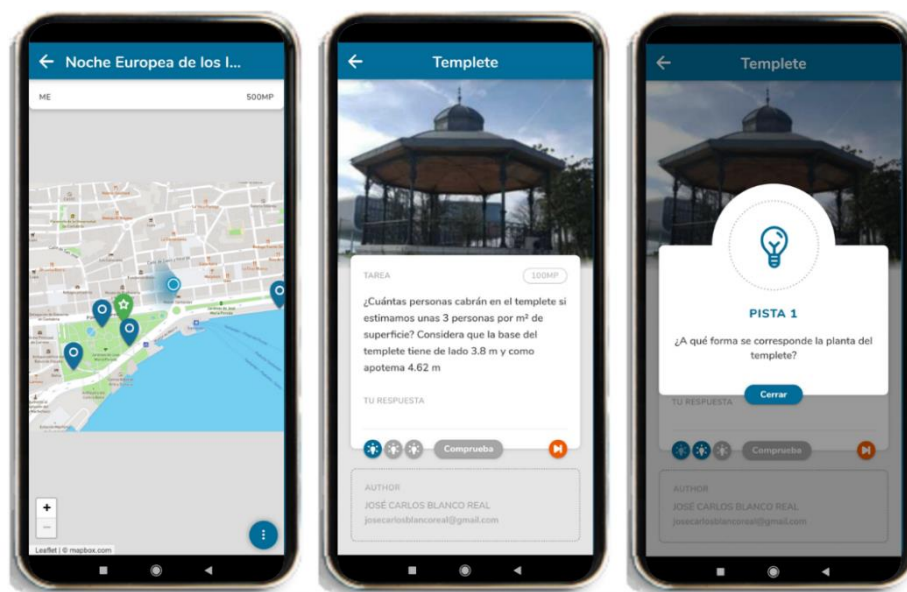 Noche Europea de los I...
ME
500MP
+
−
Leaflet | © mapbox.com
Templete
TAREA
100MP
¿Cuántas personas cabrán en el templete si
estimamos unas 3 personas por m² de
superficie? Considera que la base del
templete tiene de lado 3.8 m y como
apotema 4.62 m
TU RESPUESTA
Comprueba
AUTHOR
JOSÉ CARLOS BLANCO REAL
josecarlosblancoreal@gmail.com
Templete
PISTA 1
¿A qué forma se corresponde la planta del
templete?
Cerrar
TU RESPUESTA
Comprueba
AUTHOR
JOSÉ CARLOS BLANCO REAL
josecarlosblancoreal@gmail.com